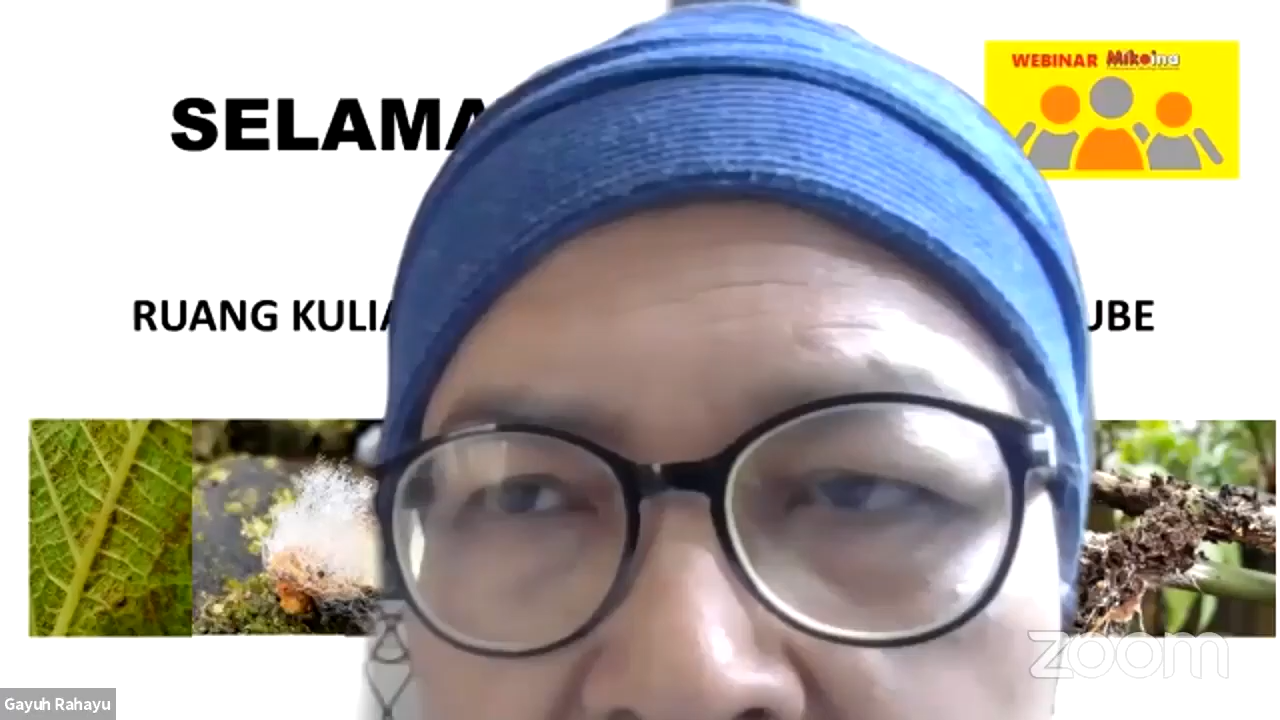 WEBINAR Mikoina
SELAMA
RUANG KULIA UBE
zoom
Gayuh Rahayu